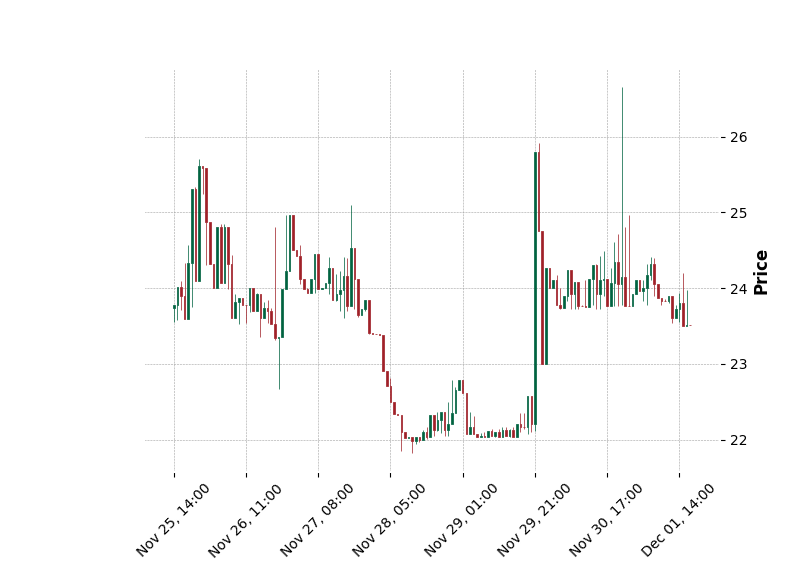 26
25
24
23
22
Price
Nov 25, 14:00
Nov 26, 11:00
Nov 27, 08:00
Nov 28, 05:00
Nov 29, 01:00
Nov 29, 21:00
Nov 30, 17:00
Dec 01, 14:00